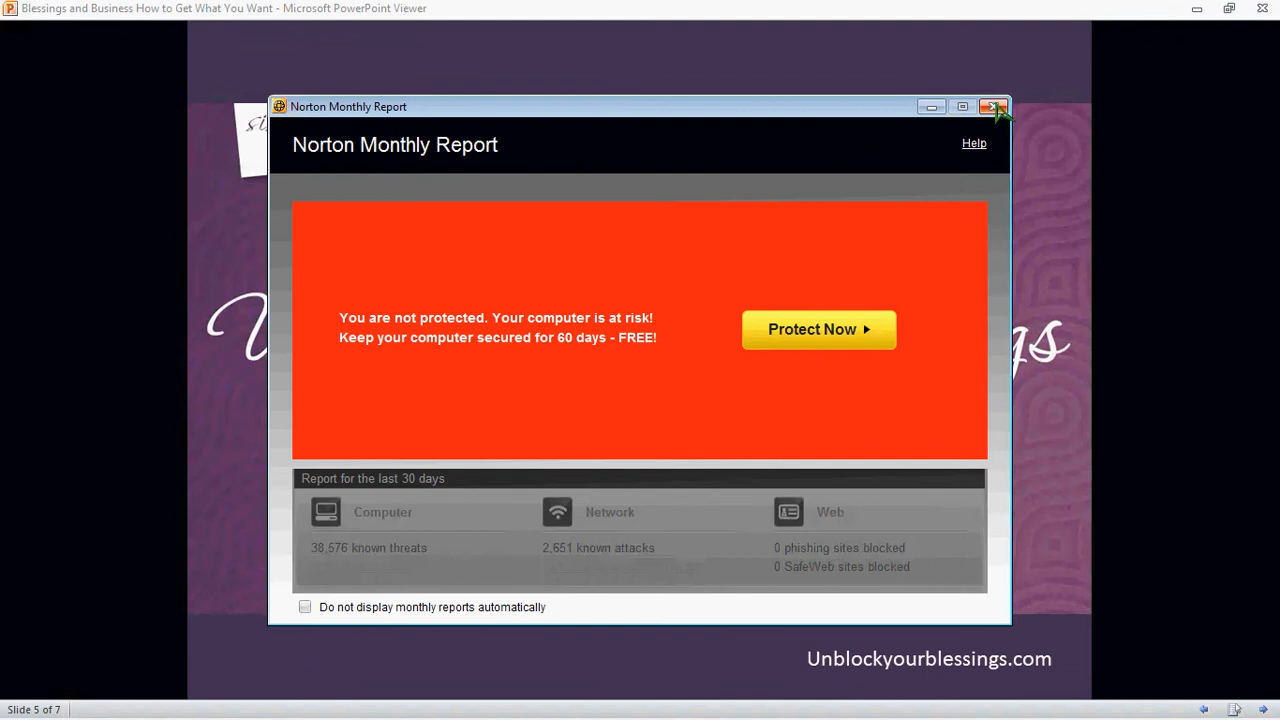 Blessings and Business How to Get What You Want - Microsoft PowerPoint Viewer
Norton Monthly Report
Norton Monthly Report
Help
You are not protected. Your computer is at risk!
Keep your computer secured for 60 days - FREE!
Protect Now
Report for the last 30 days
Computer
Network
Web
38,576 known threats
2,651 known attacks
0 phishing sites blocked
0 SafeWeb sites blocked
Do not display monthly reports automatically
Unblockyourblessings.com
Slide 5 of 7